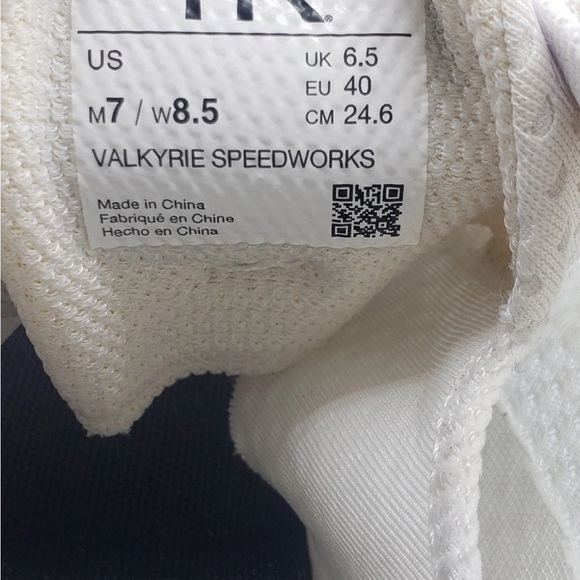 US
M7 / W8.5
UK 6.5
EU 40
CM 24.6
VALKYRIE SPEEDWORKS
Made in China
Fabriqué en Chine
Hecho en China